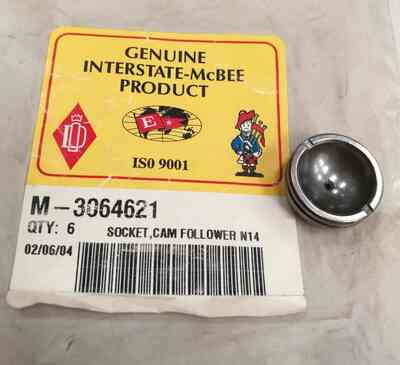 GENUINE
INTERSTATE-McBEE
PRODUCT
E
ISO 9001
M-3064621
QTY: 6 SOCKET,CAM FOLLOWER N14
02/06/04